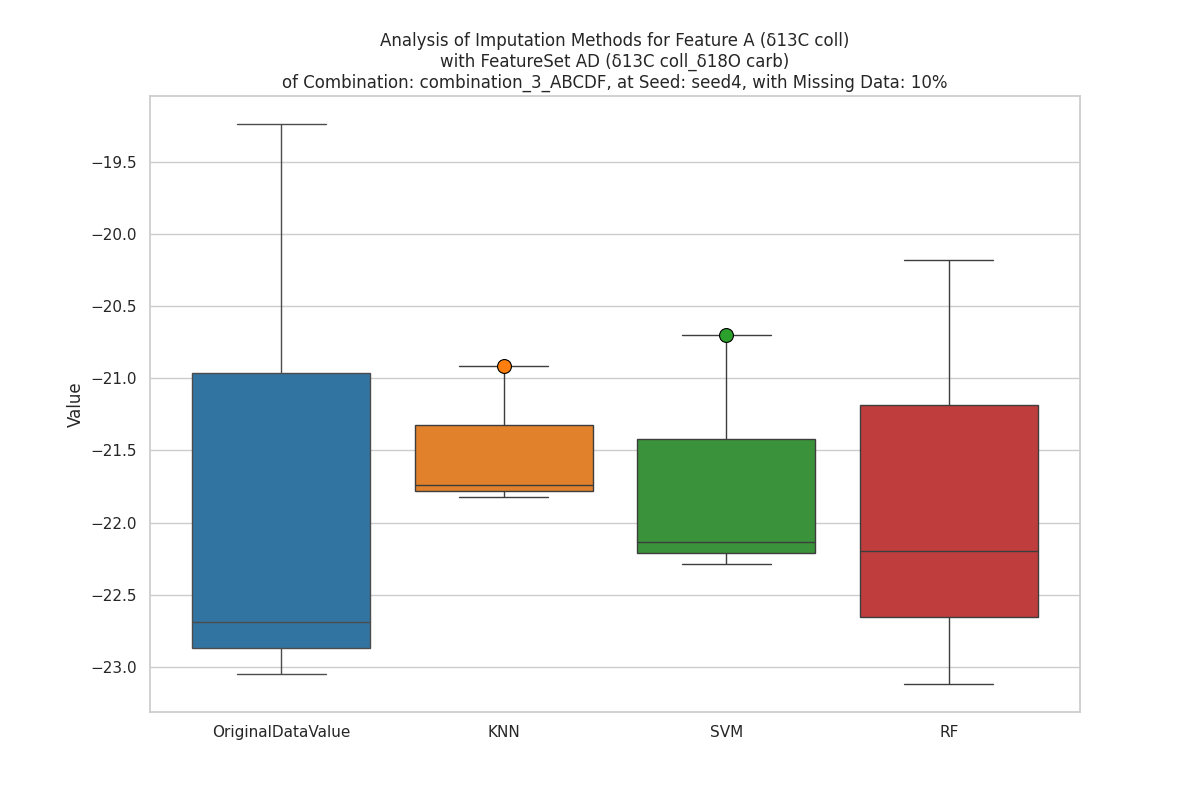 Analysis of Imputation Methods for Feature A (δ13C coll)
with FeatureSet AD (δ13C coll_δ18O carb)
of Combination: combination_3_ABCDF, at Seed: seed4, with Missing Data: 10%
Value
−19.5
−20.0
−20.5
−21.0
−21.5
−22.0
−22.5
−23.0
OriginalDataValue
KNN
SVM
RF